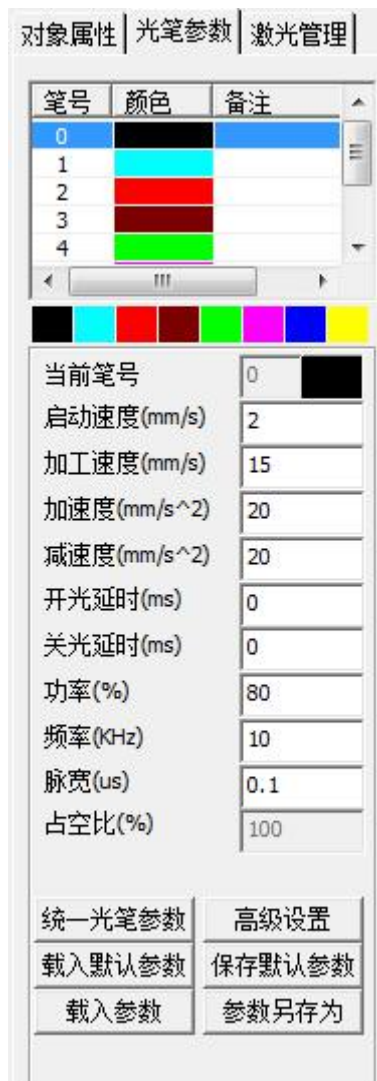 对象属性 光笔参数 激光管理
笔号 颜色 备注
0
1
2
3
4
当前笔号 0
启动速度(mm/s) 2
加工速度(mm/s) 15
加速度(mm/s^2) 20
减速度(mm/s^2) 20
开光延时(ms) 0
关光延时(ms) 0
功率(%) 80
频率(KHz) 10
脉宽(us) 0.1
占空比(%) 100
统一光笔参数 高级设置
载入默认参数 保存默认参数
载入参数 参数另存为